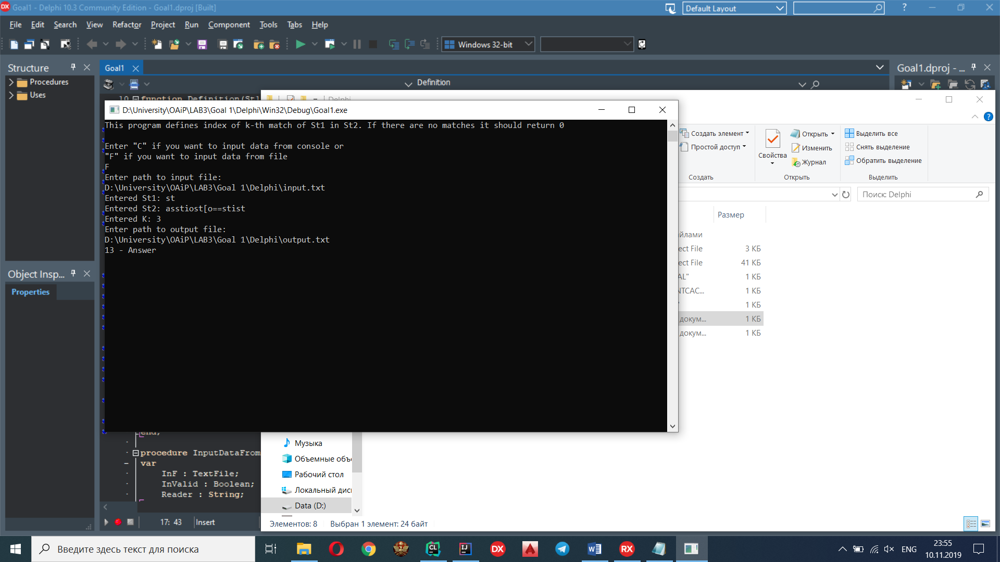 Goal1 - Delphi 10.3 Community Edition - Goal1.dproj [Built]
Default Layout
File Edit Search View Refactor Project Run Component Tools Tabs Help
Windows 32-bit
Structure
Goal1
Goal1.dproj - ...
Procedures
Uses
Definition
10 function Definition(St1
Delphi
D:\University\OAiP\LAB3\Goal 1\Delphi\Win32\Debug\Goal1.exe
This program defines index of k-th match of St1 in St2. If there are no matches it should return 0
Enter "C" if you want to input data from console or
"F" if you want to input data from file
F
Enter path to input file:
D:\University\OAiP\LAB3\Goal 1\Delphi\input.txt
Entered St1: st
Entered St2: asstiost[o==stist
Entered K: 3
Enter path to output file:
D:\University\OAiP\LAB3\Goal 1\Delphi\output.txt
13 - Answer
Создать элемент
Простой доступ
Создать
Свойства
Открыть
Изменить
Журнал
Открыть
Выделить все
Снять выделение
Обратить выделение
Выделить
Поиск: Delphi
Размер
йлами
ect File 3 КБ
ect File 41 КБ
AL" 1 КБ
NTCAC... 1 КБ
" 1 КБ
докум... 1 КБ
докум... 1 КБ
Object Insp...
Properties
end;
procedure InputDataFrom
var
InF : TextFile;
InValid : Boolean;
Reader : String;
17: 43 Insert
Музыка
Объемные объ
Рабочий стол
Локальный дис
Data (D:)
Элементов: 8 Выбран 1 элемент: 24 байт
Введите здесь текст для поиска
ENG
23:55
10.11.2019